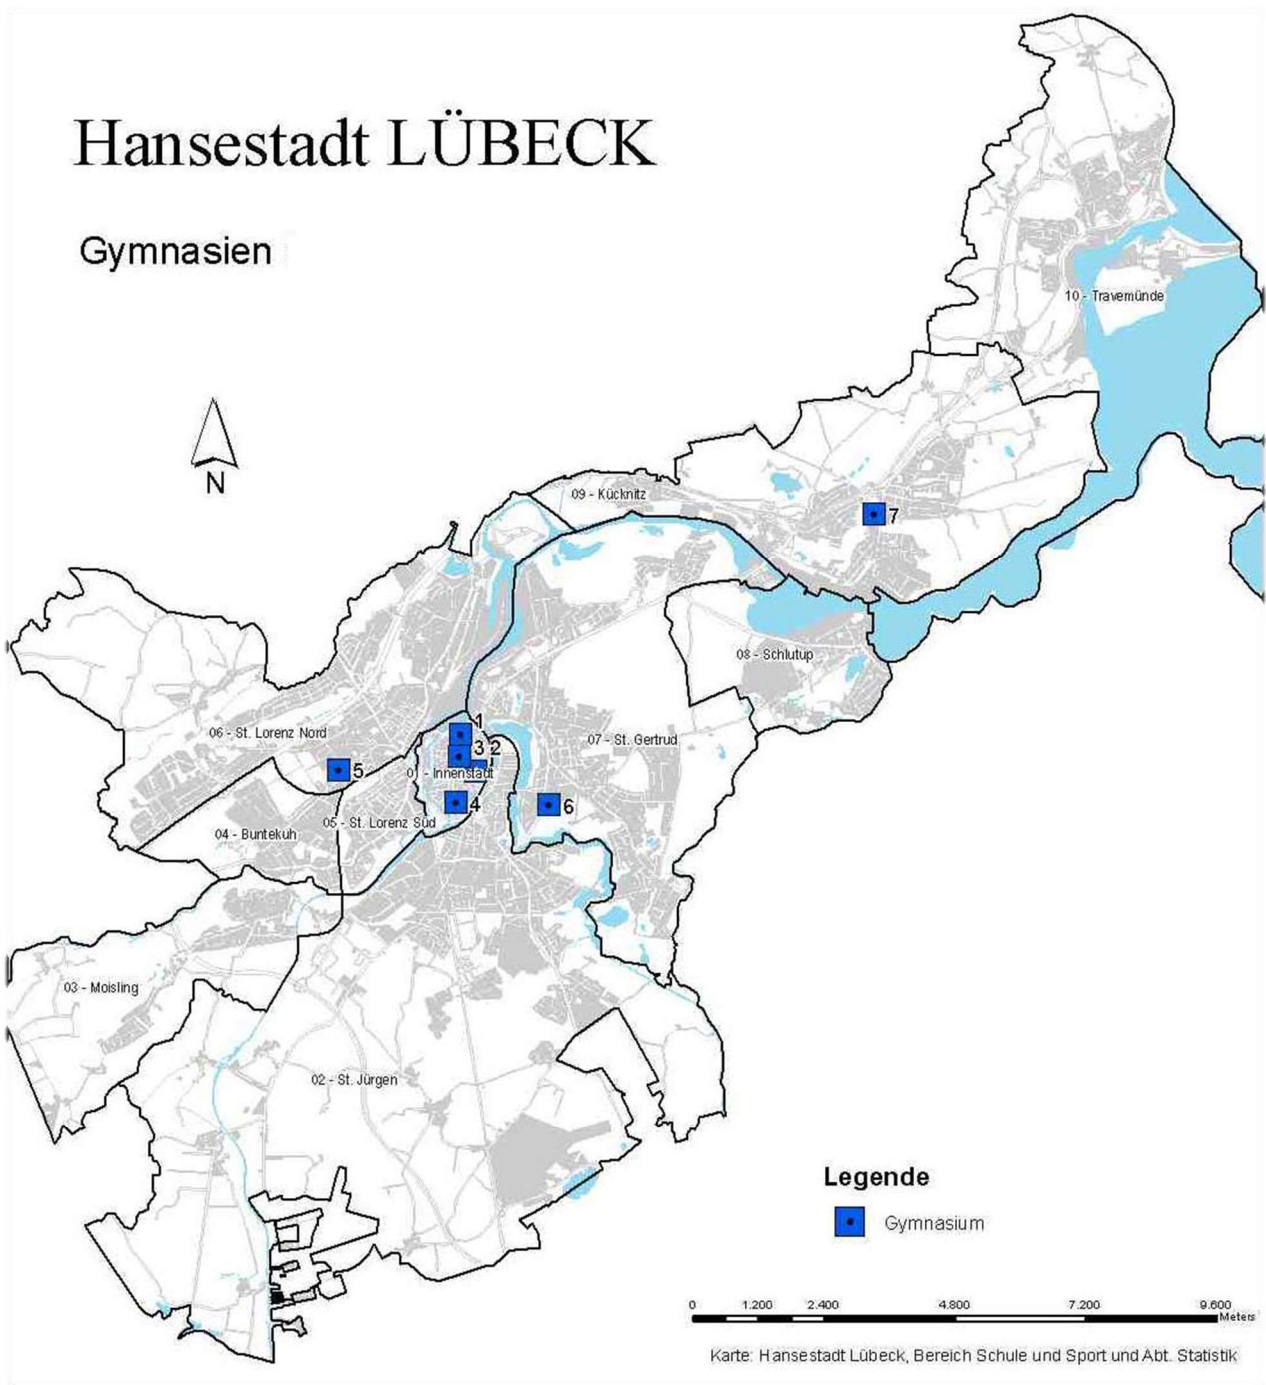 Hansestadt LÜBECK
Gymnasien
10 - Travemünde
N
09 - Kücknitz
7
08 - Schlutup
06 - St. Lorenz Nord
1
07 - St. Gertrud
3 2
5
01 - Innenstadt
4
6
05 - St. Lorenz Süd
04 - Buntekuh
03 - Moisling
02 - St. Jürgen
Legende
Gymnasium
0 1.200 2.400 4.800 7.200 9.600
Meters
Karte: Hansestadt Lübeck, Bereich Schule und Sport und Abt. Statistik